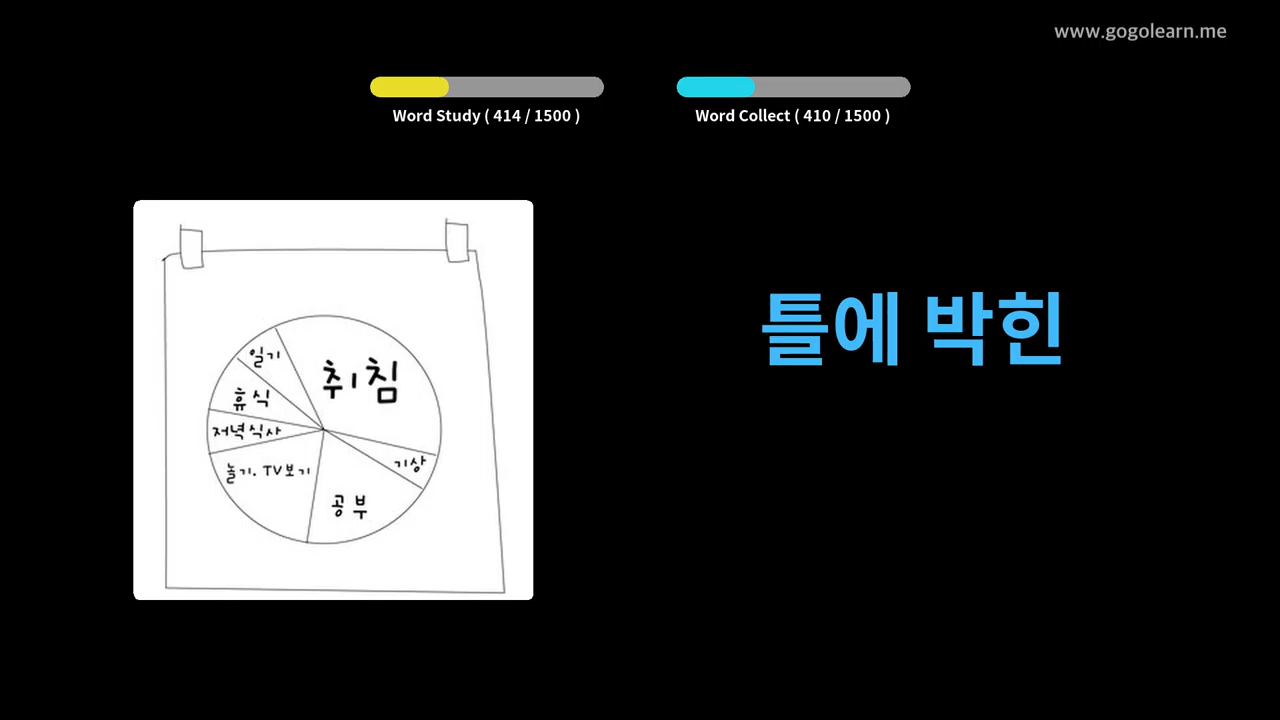 www.gogolearn.me
Word Study ( 414 / 1500 )
Word Collect ( 410 / 1500 )
일기
취침
휴식
저녁식사
놀기. TV보기
기상
공부
틀에 박힌